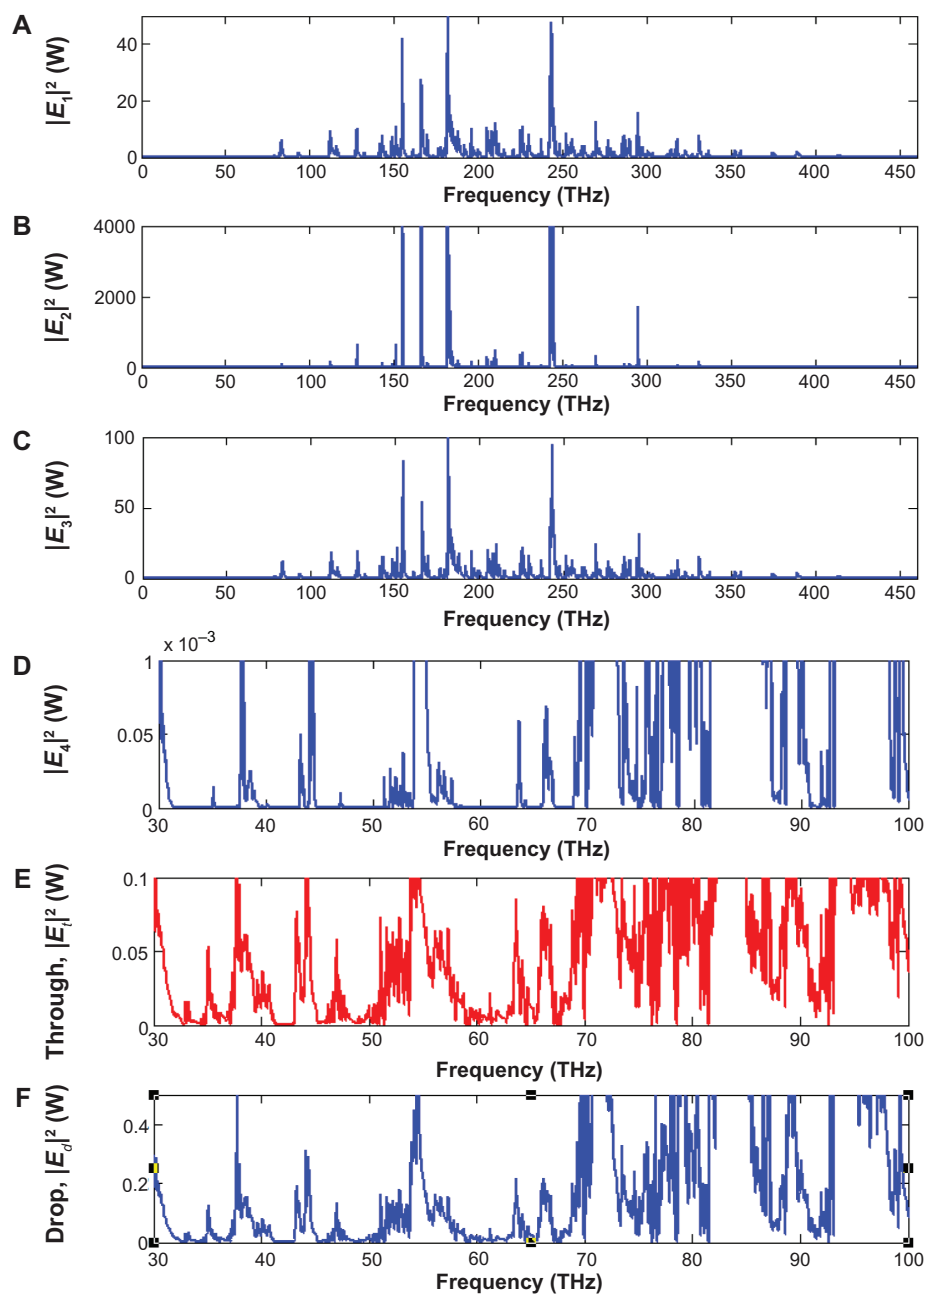 A
|E₁|² (W)
40
20
0
0 50 100 150 200 250 300 350 400 450
Frequency (THz)
B
|E₂|² (W)
4000
2000
0
0 50 100 150 200 250 300 350 400 450
Frequency (THz)
C
|E₃|² (W)
100
50
0
0 50 100 150 200 250 300 350 400 450
Frequency (THz)
D
|E₄|² (W)
x 10⁻³
1
0.05
0
30 40 50 60 70 80 90 100
Frequency (THz)
E
Through, |Eₜ|² (W)
0.1
0.05
0
30 40 50 60 70 80 90 100
Frequency (THz)
F
Drop, |E_d|² (W)
0.4
0.2
0
30 40 50 60 70 80 90 100
Frequency (THz)